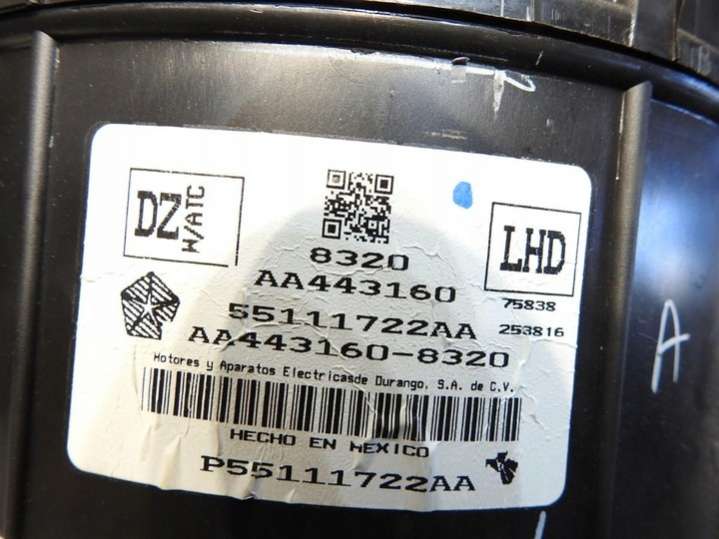 DZ
W/ATC
8320
AA443160
LHD
55111722AA
75838
AA443160-8320
253816
Motores y Aparatos Electricasde Durango, S.A. de C.V.
HECHO EN MEXICO
P55111722AA
A